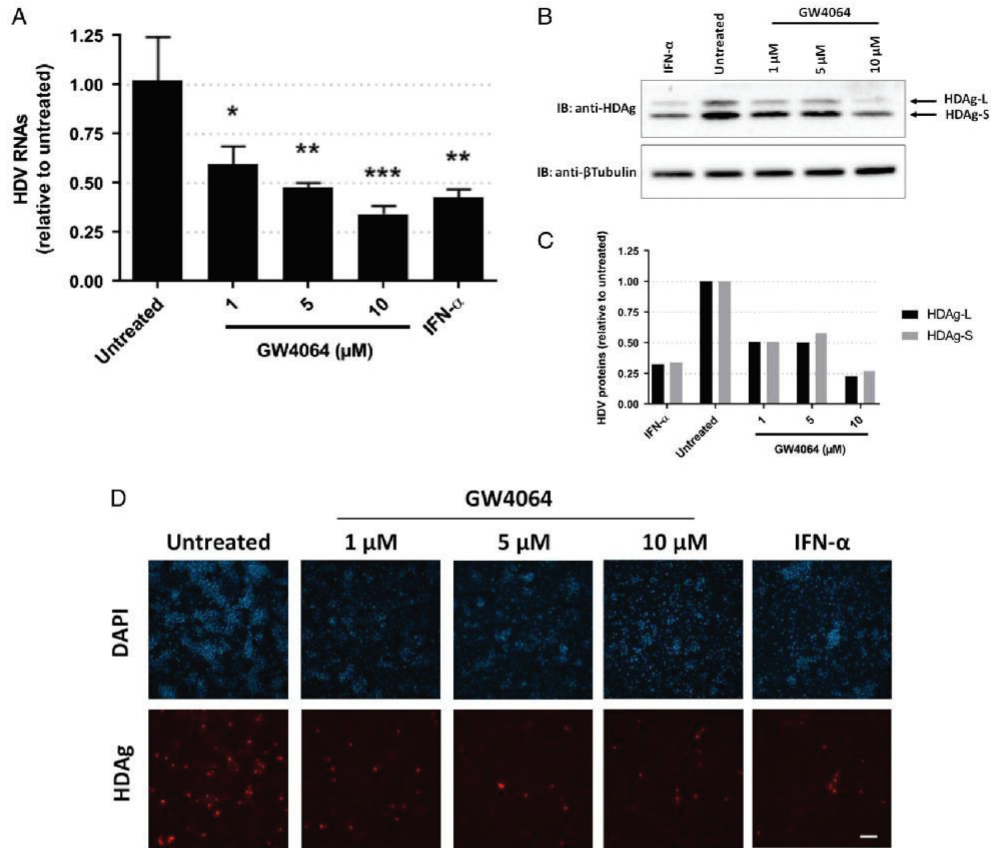 A
HDV RNAs
(relative to untreated)
1.25
1.00
0.75
0.50
0.25
0.00
*
**
***
**
Untreated
1
5
10
IFN-α
GW4064 (μM)
B
GW4064
IFN-α
Untreated
1 μM
5 μM
10 μM
IB: anti-HDAg
HDAg-L
HDAg-S
IB: anti-βTubulin
C
HDV proteins (relative to untreated)
1.25
1.00
0.75
0.50
0.25
0.00
HDAg-L
HDAg-S
IFN-α
Untreated
1
5
10
GW4064 (μM)
D
GW4064
Untreated
1 μM
5 μM
10 μM
IFN-α
DAPI
HDAg